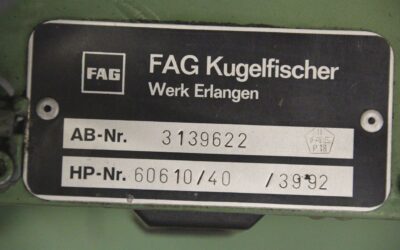 FAG
FAG Kugelfischer
Werk Erlangen
AB-Nr. 3139622
HP-Nr. 60610/40 /3992